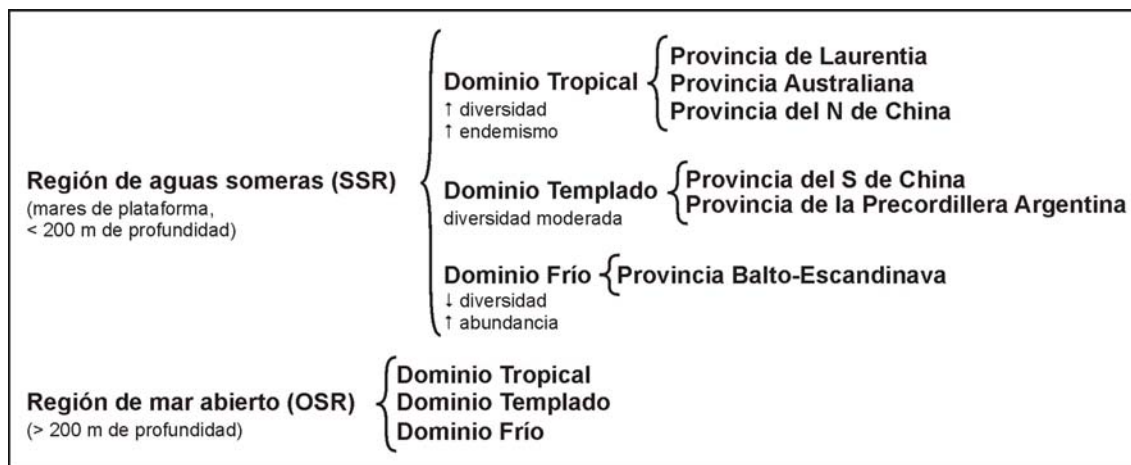 Región de aguas someras (SSR)
(mares de plataforma,
< 200 m de profundidad)
Dominio Tropical
↑ diversidad
↑ endemismo
Provincia de Laurentia
Provincia Australiana
Provincia del N de China
Dominio Templado
diversidad moderada
Provincia del S de China
Provincia de la Precordillera Argentina
Dominio Frío
↓ diversidad
↑ abundancia
Provincia Balto-Escandinava
Región de mar abierto (OSR)
(> 200 m de profundidad)
Dominio Tropical
Dominio Templado
Dominio Frío